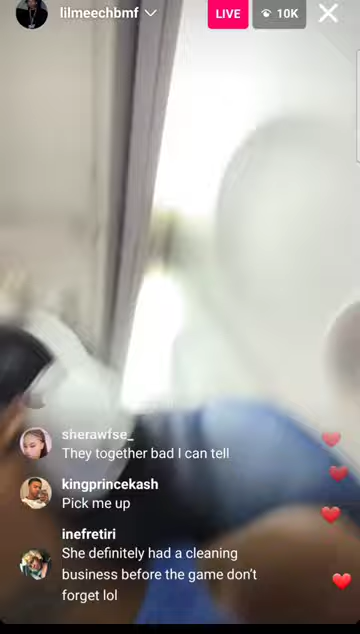 lilmeechbmf
LIVE
10K
sherawfse_
They together bad I can tell
kingprincekash
Pick me up
inefretiri
She definitely had a cleaning
business before the game don't
forget lol